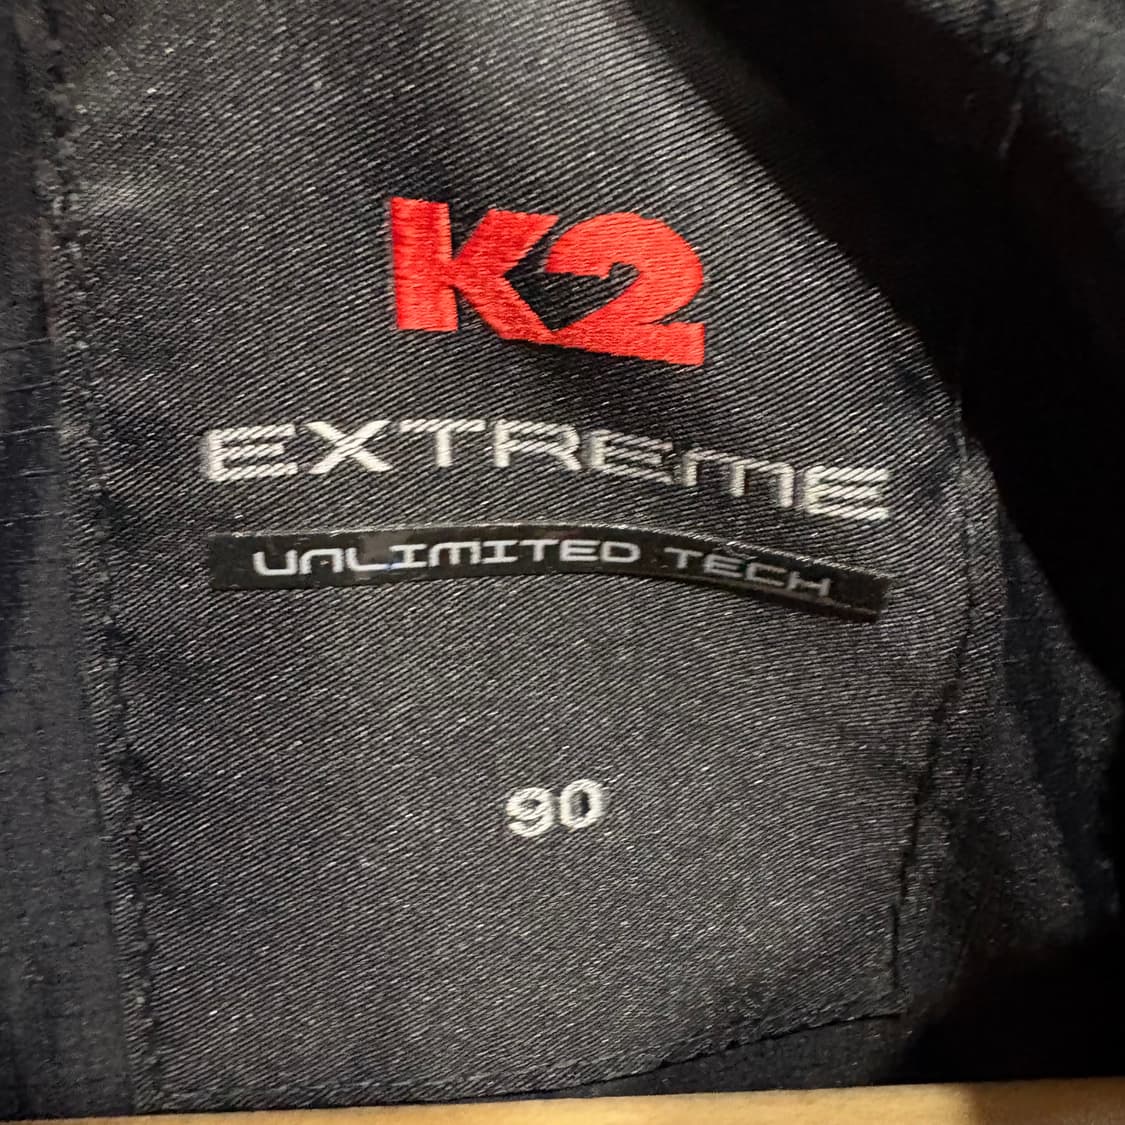 K2
EXTREME
UNLIMITED TECH
90